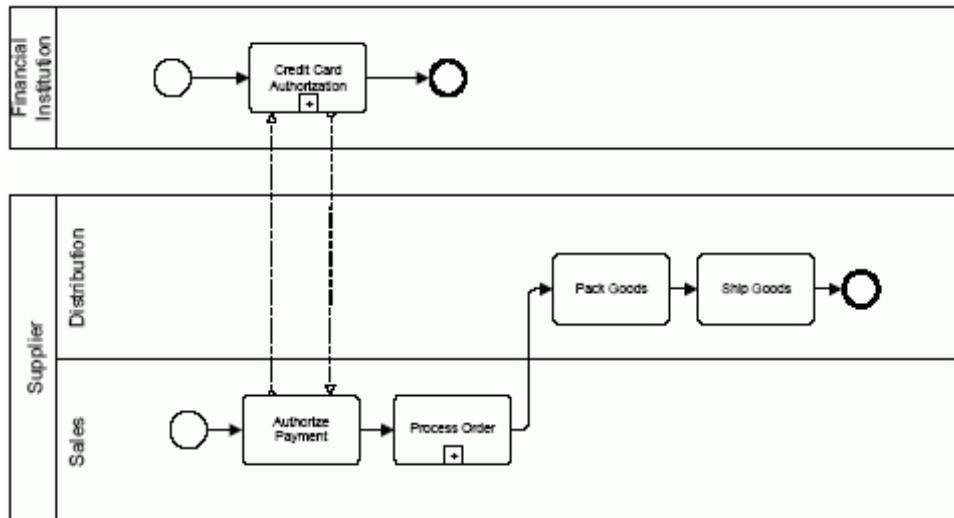 Financial
Institution
Credit Card
Authorization
+
Supplier
Distribution
Pack Goods
Ship Goods
Sales
Authorize
Payment
Process Order
+